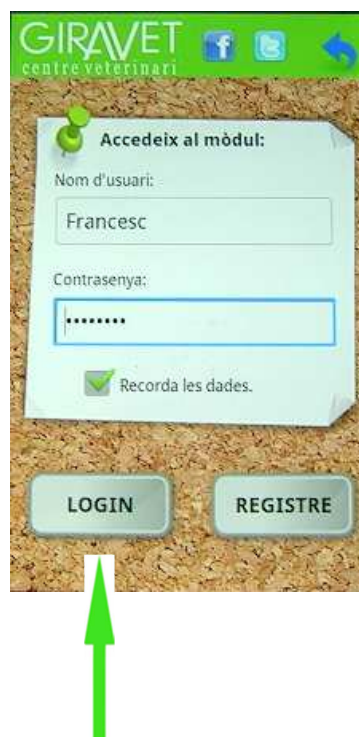 GIRAVET
centre veterinari
Accedeix al mòdul:
Nom d'usuari:
Francesc
Contrasenya:
••••••••
Recorda les dades.
LOGIN
REGISTRE